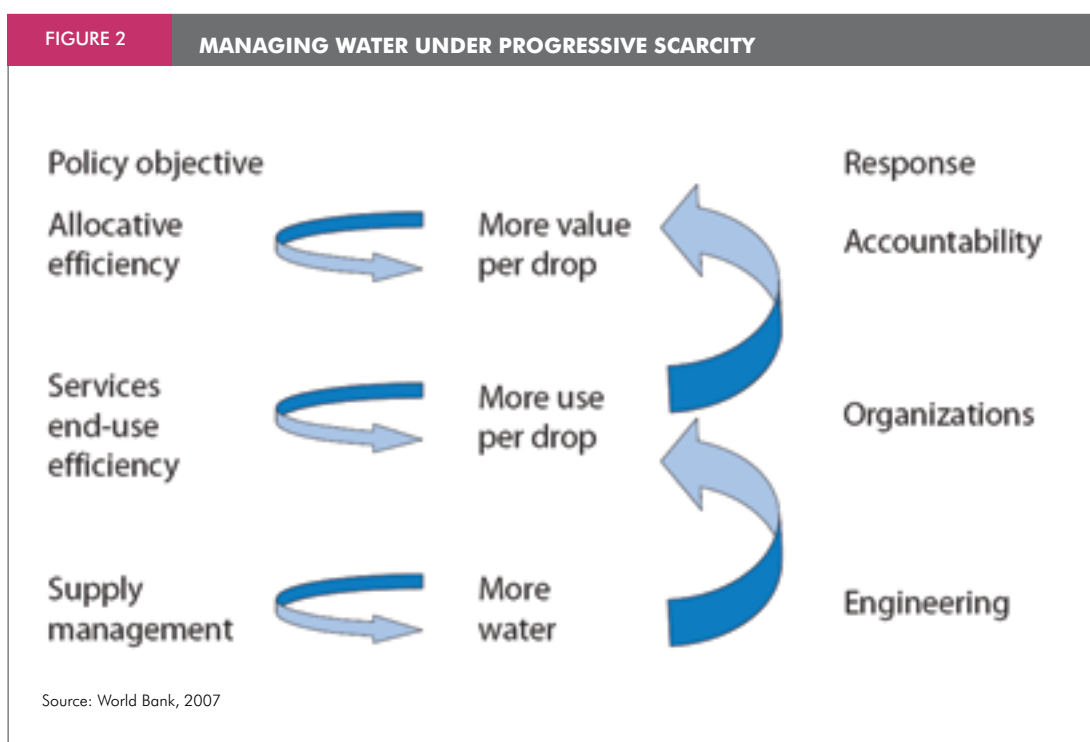 FIGURE 2
MANAGING WATER UNDER PROGRESSIVE SCARCITY
Policy objective
Response
Allocative
efficiency
More value
per drop
Accountability
Services
end-use
efficiency
More use
per drop
Organizations
Supply
management
More
water
Engineering
Source: World Bank, 2007